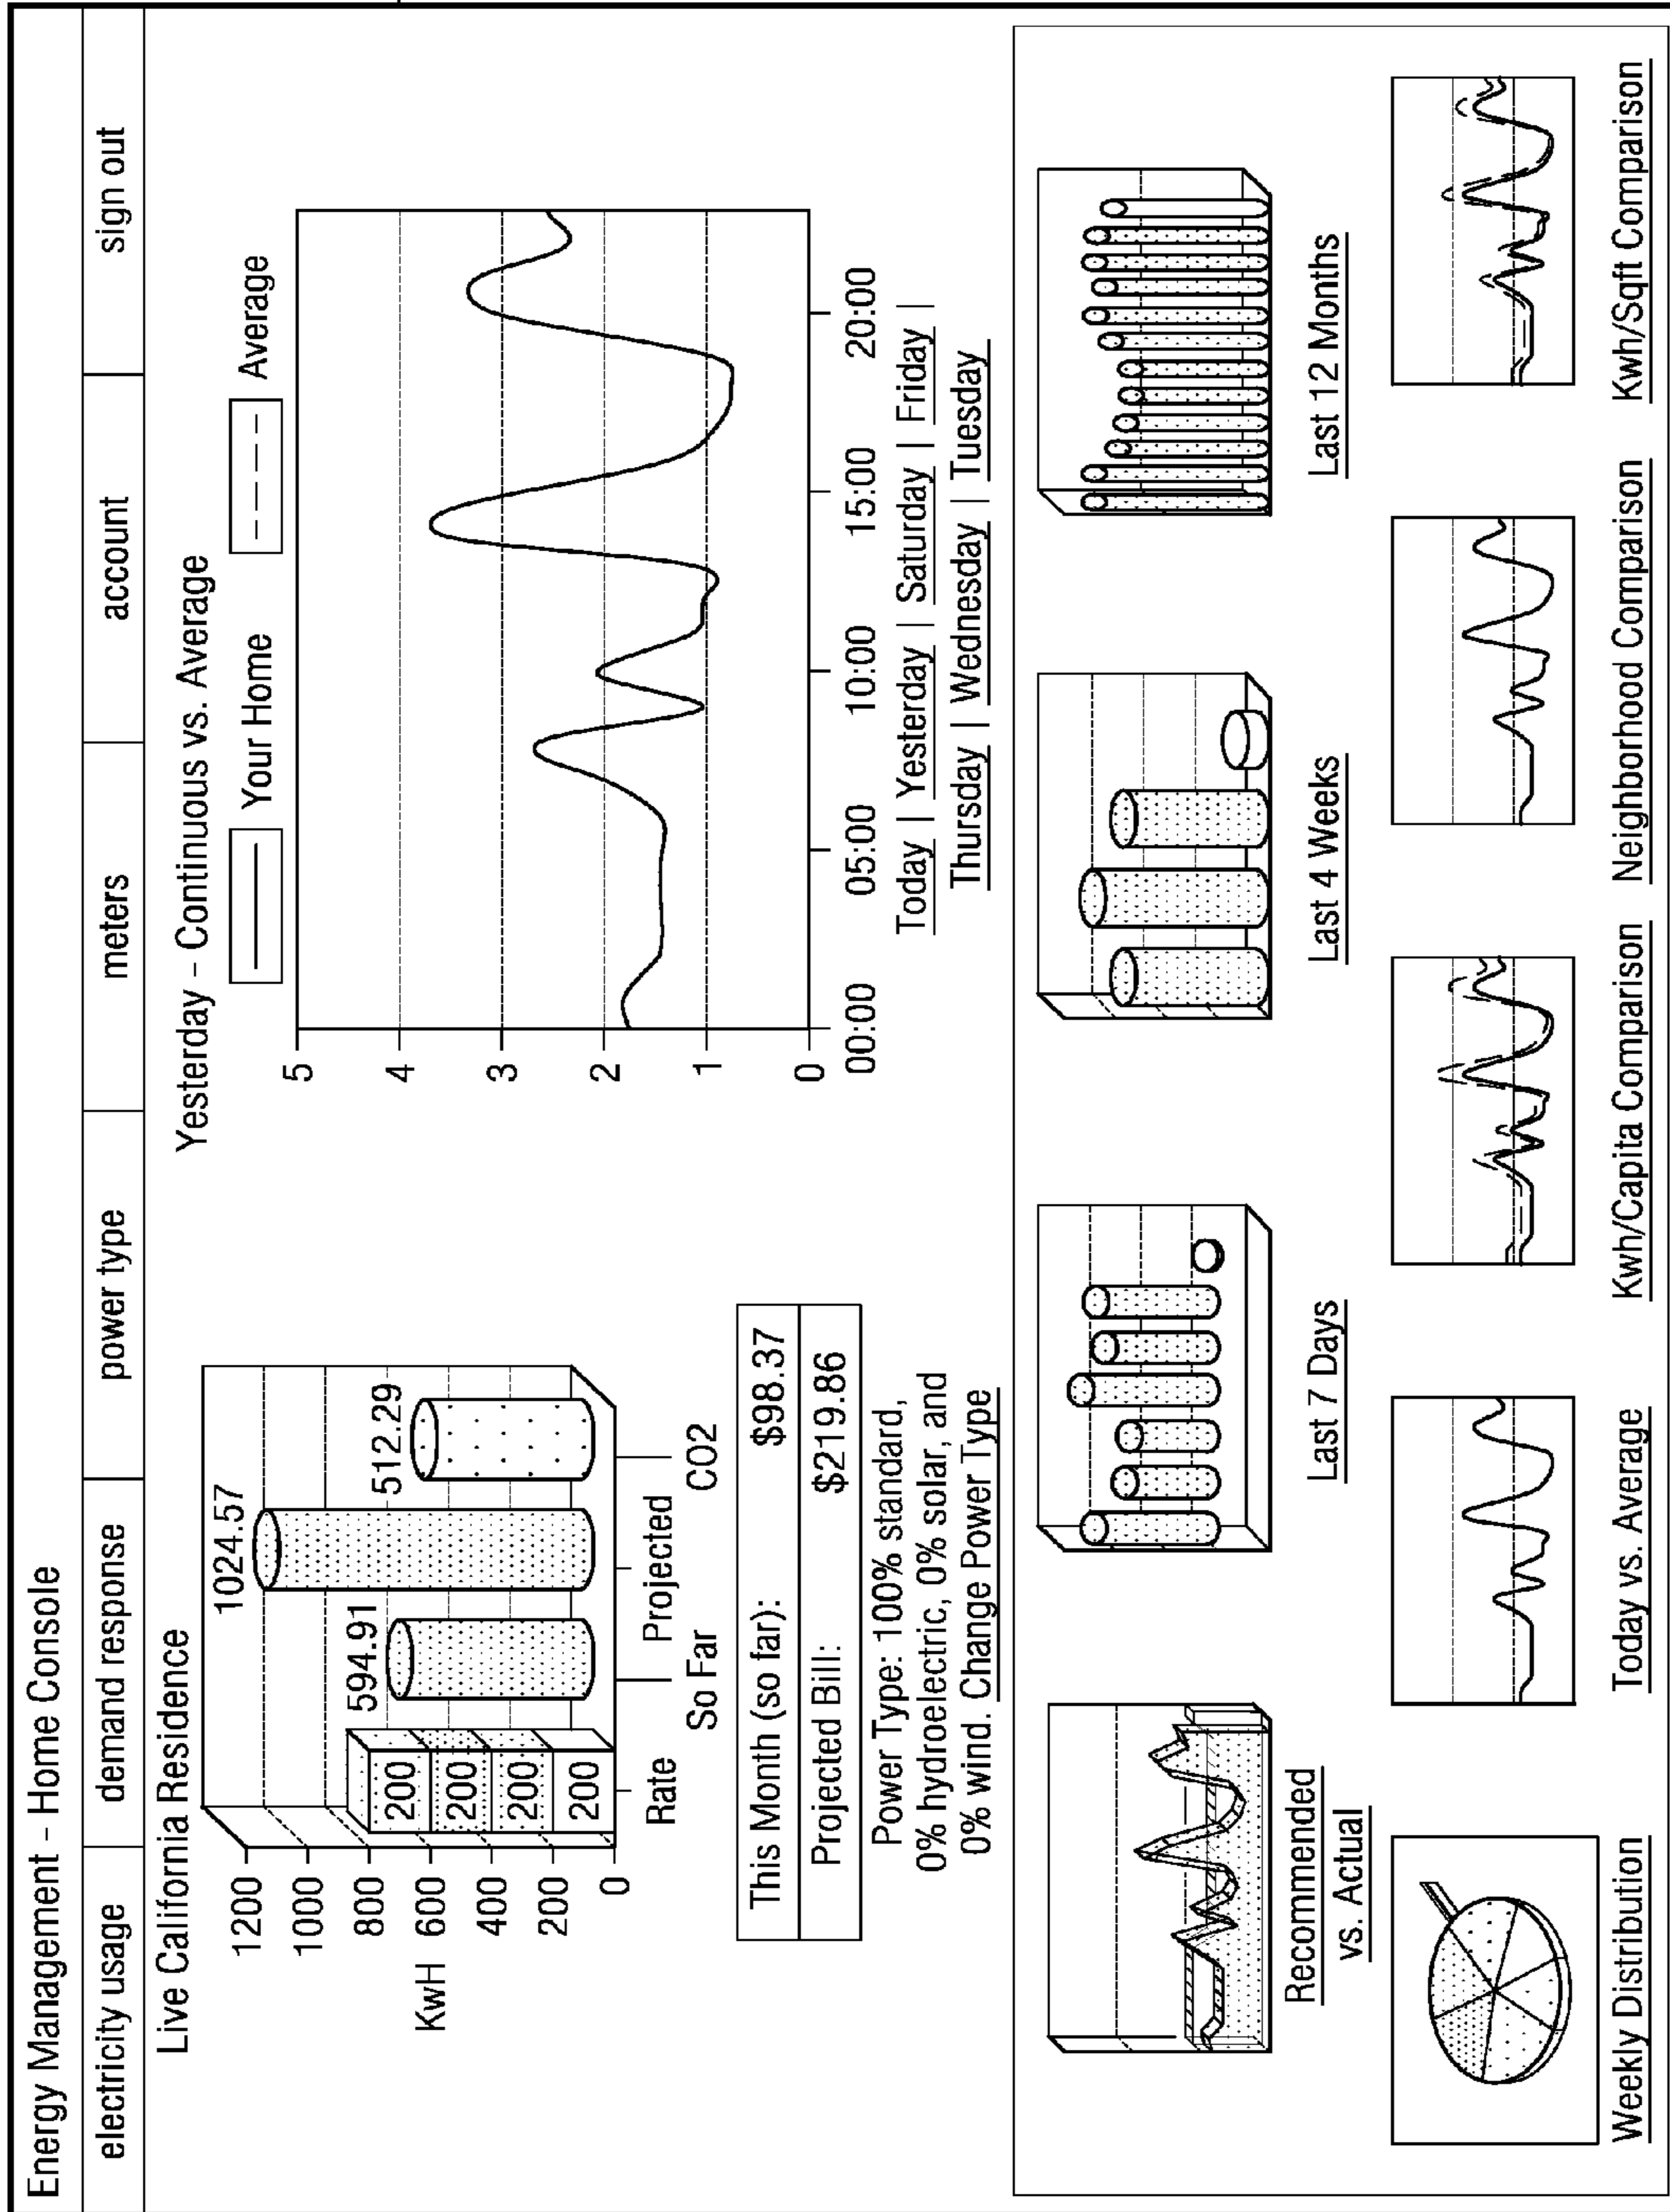 Energy Management - Home Console
electricity usage
demand response
power type
meters
account
sign out
Live California Residence
1200
1000
800
KwH 600
400
200
0
200
200
200
200
594.91
1024.57
512.29
Rate
So Far
Projected
CO2
This Month (so far): $98.37
Projected Bill: $219.86
Power Type: 100% standard,
0% hydroelectric, 0% solar, and
0% wind. Change Power Type
Yesterday - Continuous vs. Average
Your Home
Average
5
4
3
2
1
0
00:00 05:00 10:00 15:00 20:00
Today | Yesterday | Saturday | Friday |
Thursday | Wednesday | Tuesday
Recommended
vs. Actual
Last 7 Days
Last 4 Weeks
Last 12 Months
Weekly Distribution
Today vs. Average
Kwh/Capita Comparison
Neighborhood Comparison
Kwh/Sqft Comparison